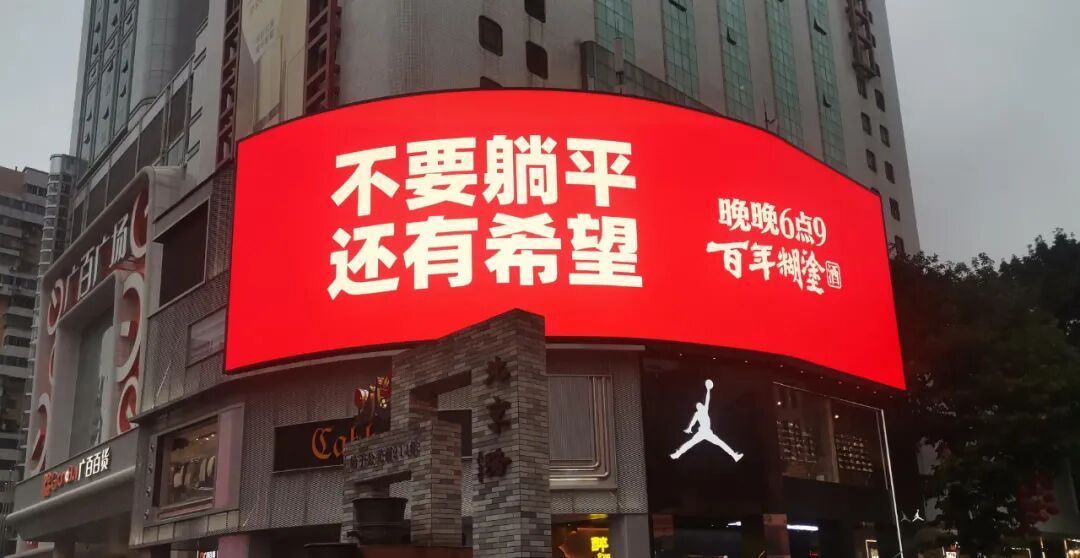 不要躺平
还有希望
晚晚6点9
百年糊涂
酒
广百广场
广百百货
北京路